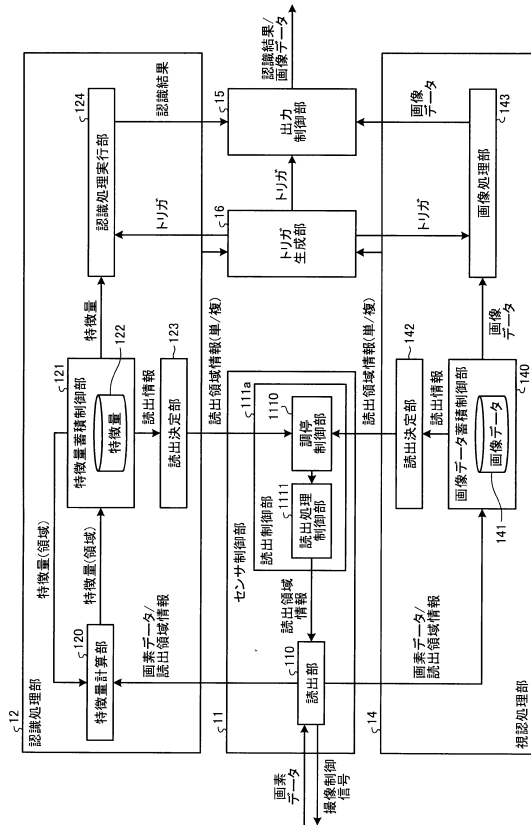 12
認識処理部
120
特徴量計算部
特徴量(領域)
特徴量(領域)
121
特徴量蓄積制御部
122
特徴量
特徴量
124
認識処理実行部
読出情報
123
読出決定部
画素データ/
読出領域情報
読出領域情報(単/複)
トリガ
認識結果
11
センサ制御部
110
読出部
画素
データ
撮像制御
信号
読出領域
情報
111a
読出制御部
1111
読出処理
制御部
1110
調停
制御部
16
トリガ
生成部
トリガ
15
出力
制御部
認識結果/
画像データ
14
視認処理部
画素データ/
読出領域情報
読出領域情報(単/複)
142
読出決定部
読出情報
140
画像データ蓄積制御部
141
画像データ
画像
データ
トリガ
143
画像処理部
画像
データ